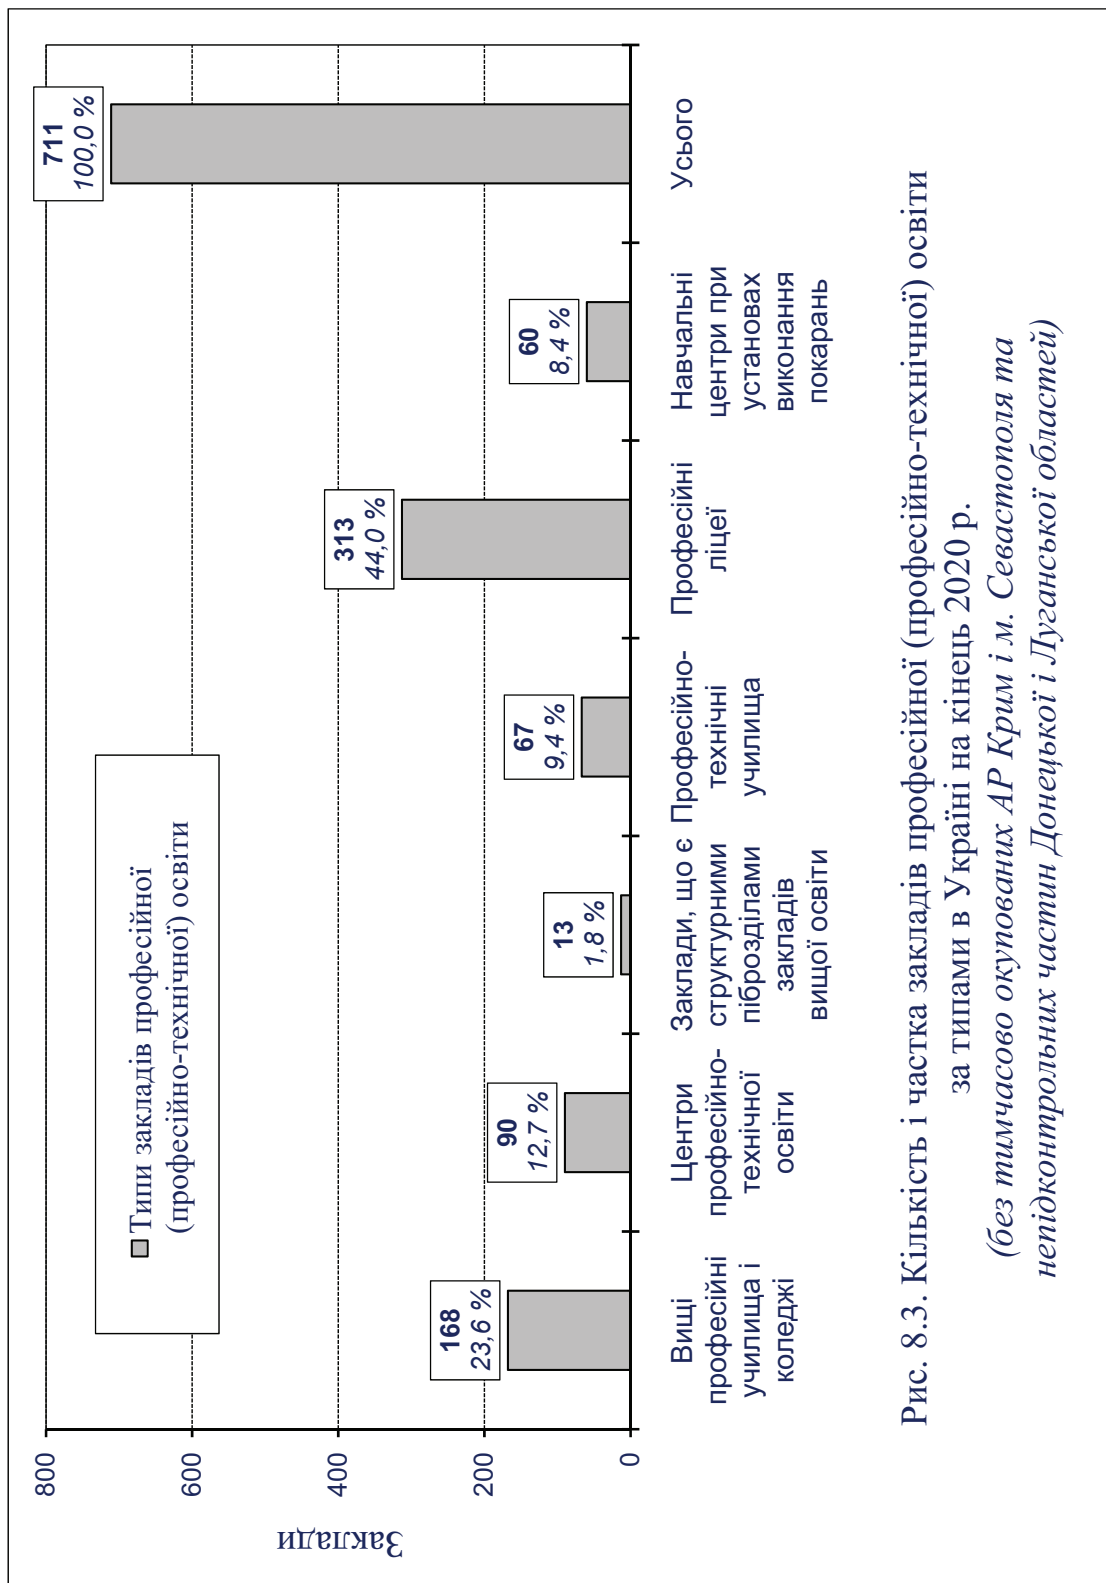 Заклади
800
600
400
200
0
Типи закладів професійної
(професійно-технічної) освіти
168
23,6 %
90
12,7 %
13
1,8 %
67
9,4 %
313
44,0 %
60
8,4 %
711
100,0 %
Вищі
професійні
училища і
коледжі
Центри
професійно-
технічної
освіти
Заклади, що є
структурними
піброзділами
закладів
вищої освіти
Професійно-
технічні
училища
Професійні
ліцеї
Навчальні
центри при
установах
виконання
покарань
Усього
Рис. 8.3. Кількість і частка закладів професійної (професійно-технічної) освіти
за типами в Україні на кінець 2020 р.
(без тимчасово окупованих АР Крим і м. Севастополя та
непідконтрольних частин Донецької і Луганської областей)